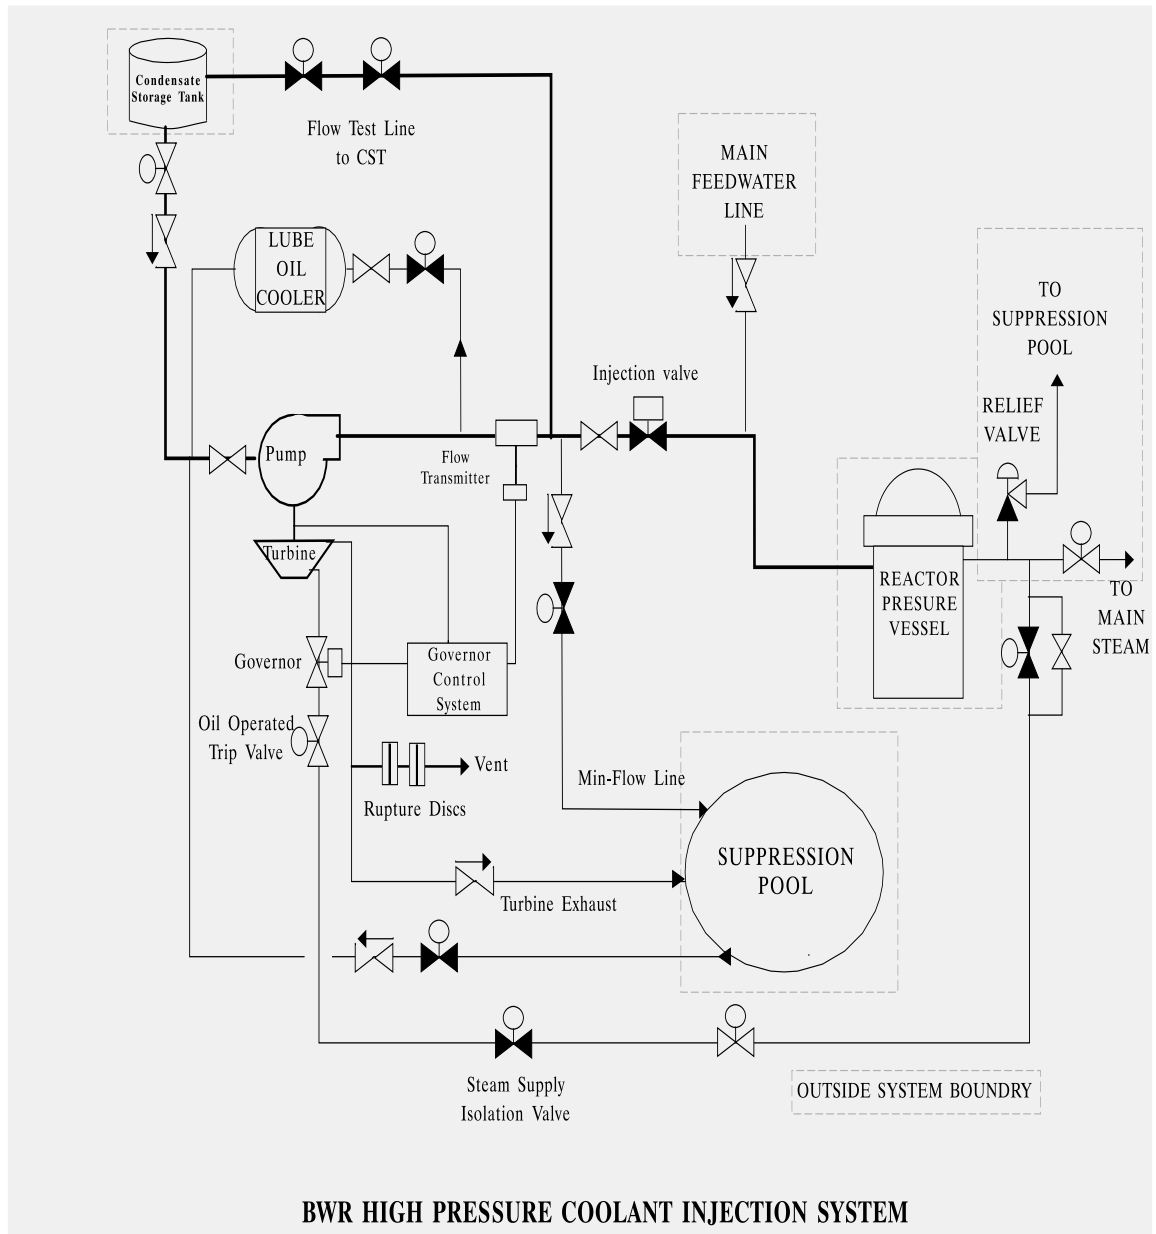 Condensate
Storage Tank
Flow Test Line
to CST
MAIN
FEEDWATER
LINE
LUBE
OIL
COOLER
TO
SUPPRESSION
POOL
Injection valve
RELIEF
VALVE
Pump
Flow
Transmitter
Turbine
REACTOR
PRESURE
VESSEL
TO
MAIN
STEAM
Governor
Governor
Control
System
Oil Operated
Trip Valve
Vent
Rupture Discs
Min-Flow Line
SUPPRESSION
POOL
Turbine Exhaust
Steam Supply
Isolation Valve
OUTSIDE SYSTEM BOUNDRY
BWR HIGH PRESSURE COOLANT INJECTION SYSTEM